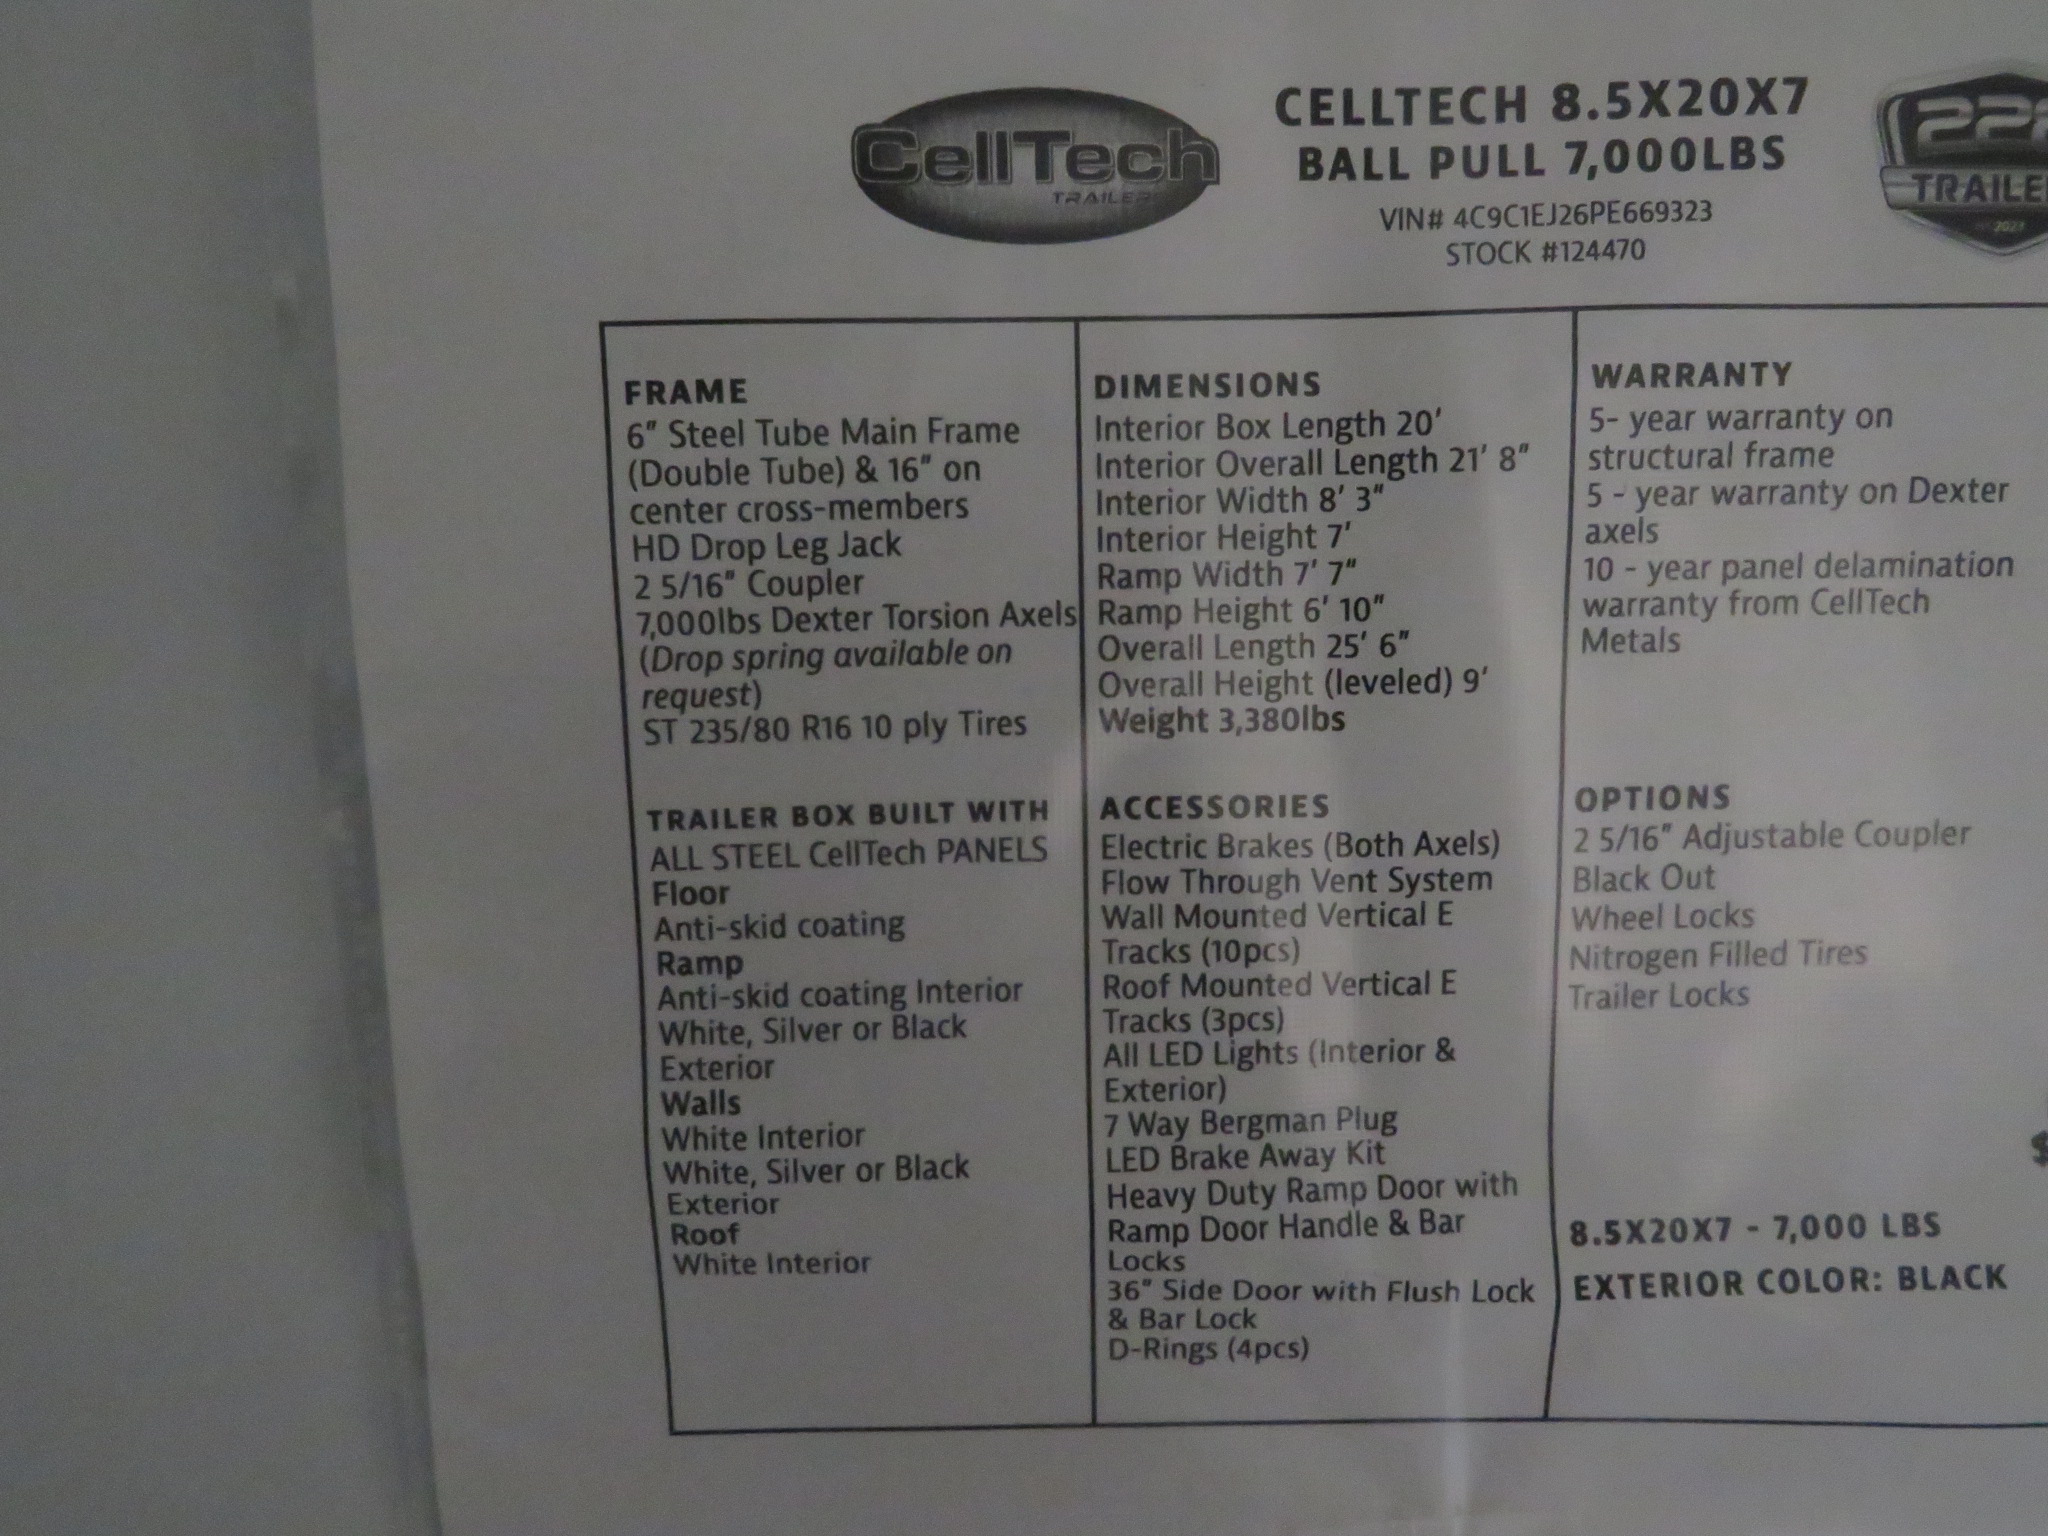 CellTech
TRAILER
CELLTECH 8.5X20X7
BALL PULL 7,000LBS
VIN# 4C9C1EJ26PE669323
STOCK #124470
TRAILE
2021
FRAME
6" Steel Tube Main Frame
(Double Tube) & 16" on
center cross-members
HD Drop Leg Jack
2 5/16" Coupler
7,000lbs Dexter Torsion Axels
(Drop spring available on
request)
ST 235/80 R16 10 ply Tires
TRAILER BOX BUILT WITH
ALL STEEL CellTech PANELS
Floor
Anti-skid coating
Ramp
Anti-skid coating Interior
White, Silver or Black
Exterior
Walls
White Interior
White, Silver or Black
Exterior
Roof
White Interior
DIMENSIONS
Interior Box Length 20'
Interior Overall Length 21' 8"
Interior Width 8' 3"
Interior Height 7'
Ramp Width 7' 7"
Ramp Height 6' 10"
Overall Length 25' 6"
Overall Height (leveled) 9'
Weight 3,380lbs
ACCESSORIES
Electric Brakes (Both Axels)
Flow Through Vent System
Wall Mounted Vertical E
Tracks (10pcs)
Roof Mounted Vertical E
Tracks (3pcs)
All LED Lights (Interior &
Exterior)
7 Way Bergman Plug
LED Brake Away Kit
Heavy Duty Ramp Door with
Ramp Door Handle & Bar
Locks
36" Side Door with Flush Lock
& Bar Lock
D-Rings (4pcs)
WARRANTY
5- year warranty on
structural frame
5 - year warranty on Dexter
axels
10 - year panel delamination
warranty from CellTech
Metals
OPTIONS
2 5/16" Adjustable Coupler
Black Out
Wheel Locks
Nitrogen Filled Tires
Trailer Locks
$
8.5X20X7 - 7,000 LBS
EXTERIOR COLOR: BLACK